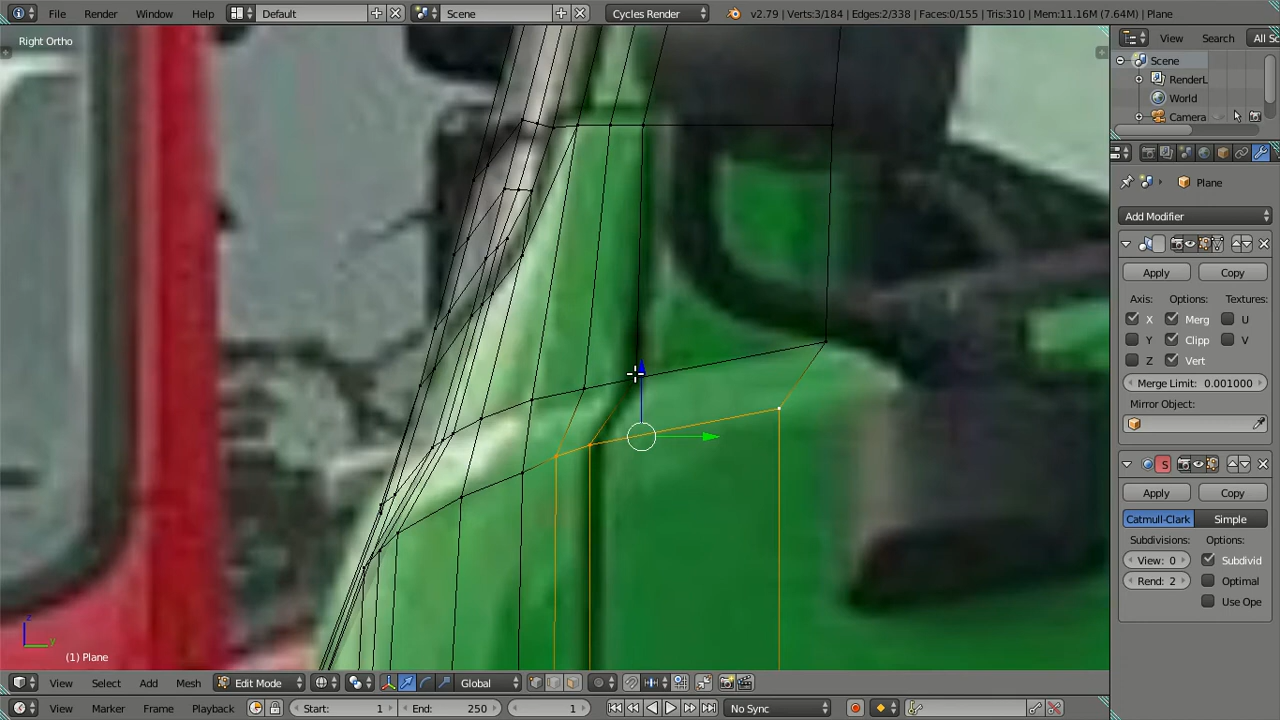 File Render Window Help Default Scene Cycles Render v2.79 | Verts:3/184 | Edges:2/338 | Faces:0/155 | Tris:310 | Mem:11.16M (7.64M) | Plane
Right Ortho
View Search All Sc
Scene
RenderL
World
Camera
Plane
Add Modifier
Apply Copy
Axis: Options: Textures:
X Merg U
Y Clipp V
Z Vert
Merge Limit: 0.001000
Mirror Object:
S
Apply Copy
Catmull-Clark Simple
Subdivisions: Options:
View: 0 Subdivid
Rend: 2 Optimal
Use Ope
z
y
(1) Plane
View Select Add Mesh Edit Mode Global
View Marker Frame Playback Start: 1 End: 250 1 No Sync